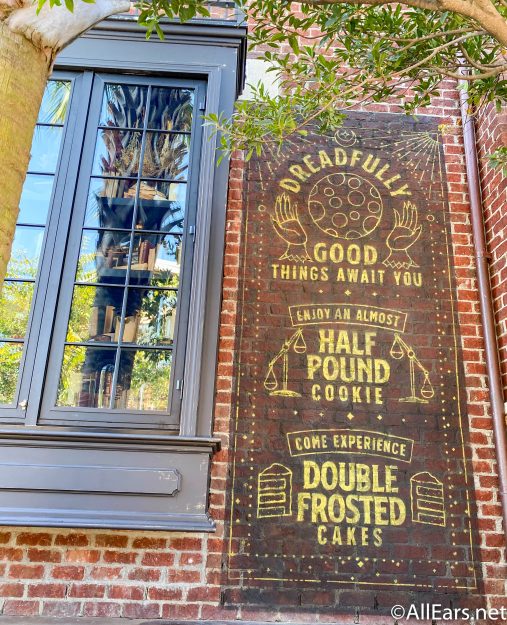 DREADFULLY
GOOD
THINGS AWAIT YOU
ENJOY AN ALMOST
HALF
POUND
COOKIE
COME EXPERIENCE
DOUBLE
FROSTED
CAKES
©AllEars.net